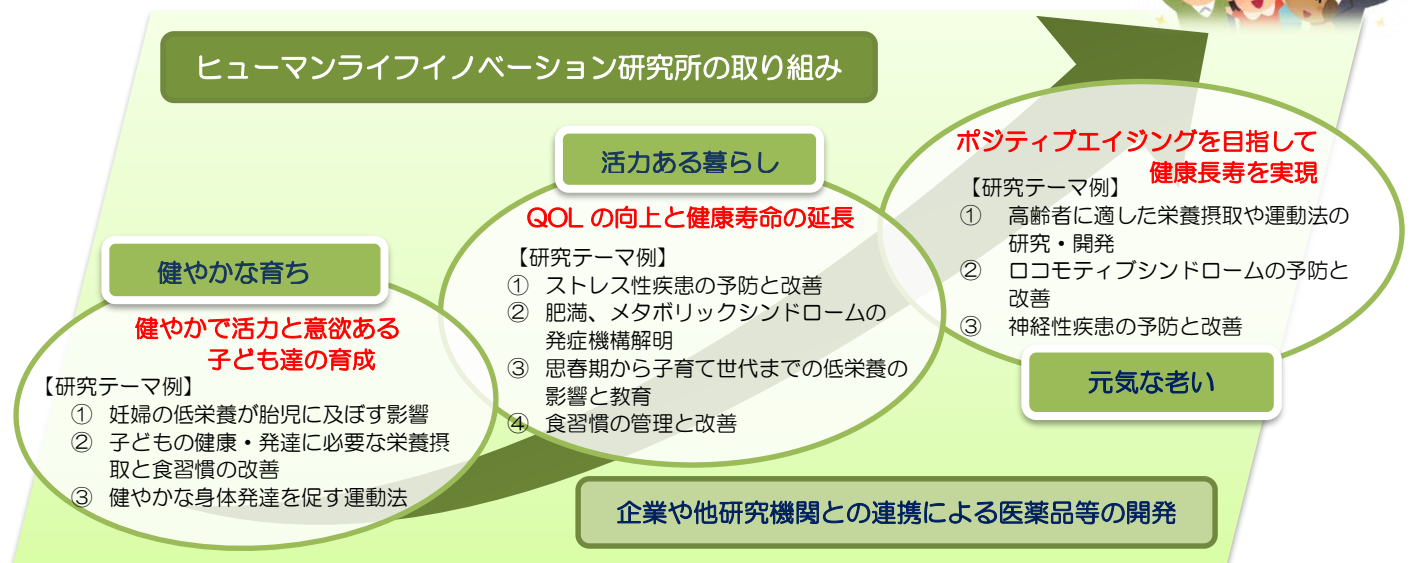 ヒューマンライフイノベーション研究所の取り組み
健やかな育ち
健やかで活力と意欲ある
子ども達の育成
【研究テーマ例】
① 妊婦の低栄養が胎児に及ぼす影響
② 子どもの健康・発達に必要な栄養摂
取と食習慣の改善
③ 健やかな身体発達を促す運動法
活力ある暮らし
QOL の向上と健康寿命の延長
【研究テーマ例】
① ストレス性疾患の予防と改善
② 肥満、メタボリックシンドロームの
発症機構解明
③ 思春期から子育て世代までの低栄養の
影響と教育
④ 食習慣の管理と改善
ポジティブエイジングを目指して
健康長寿を実現
【研究テーマ例】
① 高齢者に適した栄養摂取や運動法の
研究・開発
② ロコモティブシンドロームの予防と
改善
③ 神経性疾患の予防と改善
元気な老い
企業や他研究機関との連携による医薬品等の開発